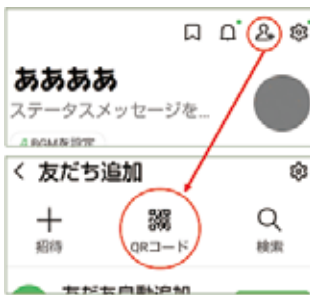 ああああ
ステータスメッセージを...
BGMを設定
友だち追加
招待
QRコード
検索
友だち自動追加